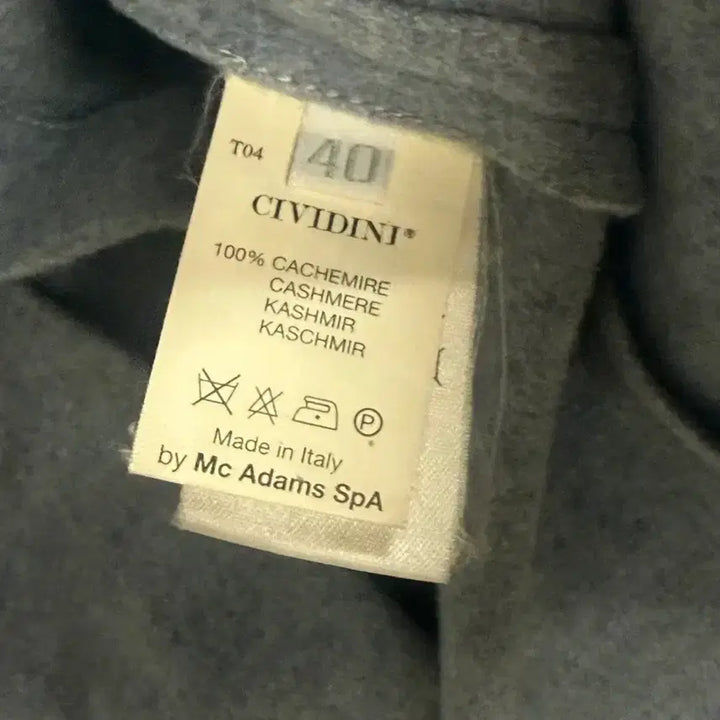 T04
40
CIVIDINI®
100% CACHEMIRE
CASHMERE
KASHMIR
KASCHMIR
P
Made in Italy
by Mc Adams SpA